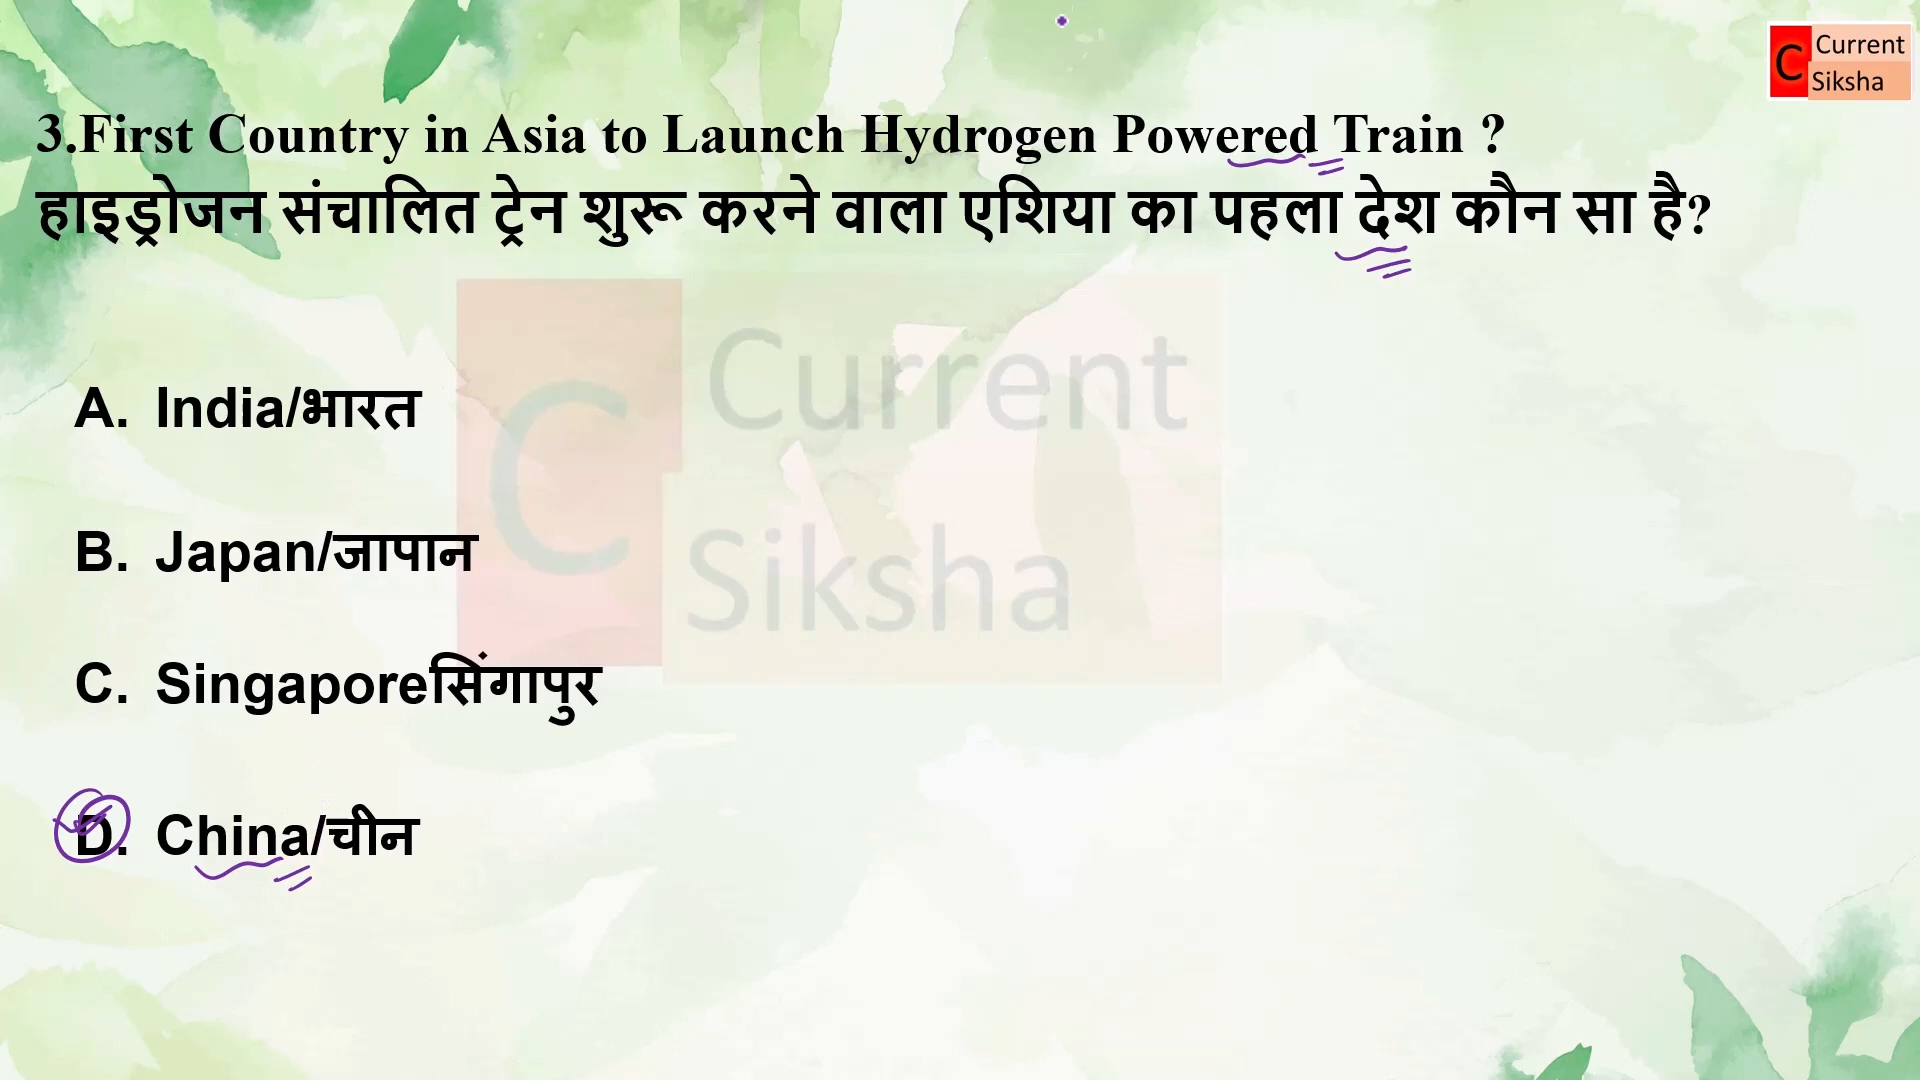 C Current
Siksha
3.First Country in Asia to Launch Hydrogen Powered Train ?
हाइड्रोजन संचालित ट्रेन शुरू करने वाला एशिया का पहला देश कौन सा है?
C Current
Siksha
A. India/भारत
B. Japan/जापान
C. Singaporeसिंगापुर
D. China/चीन